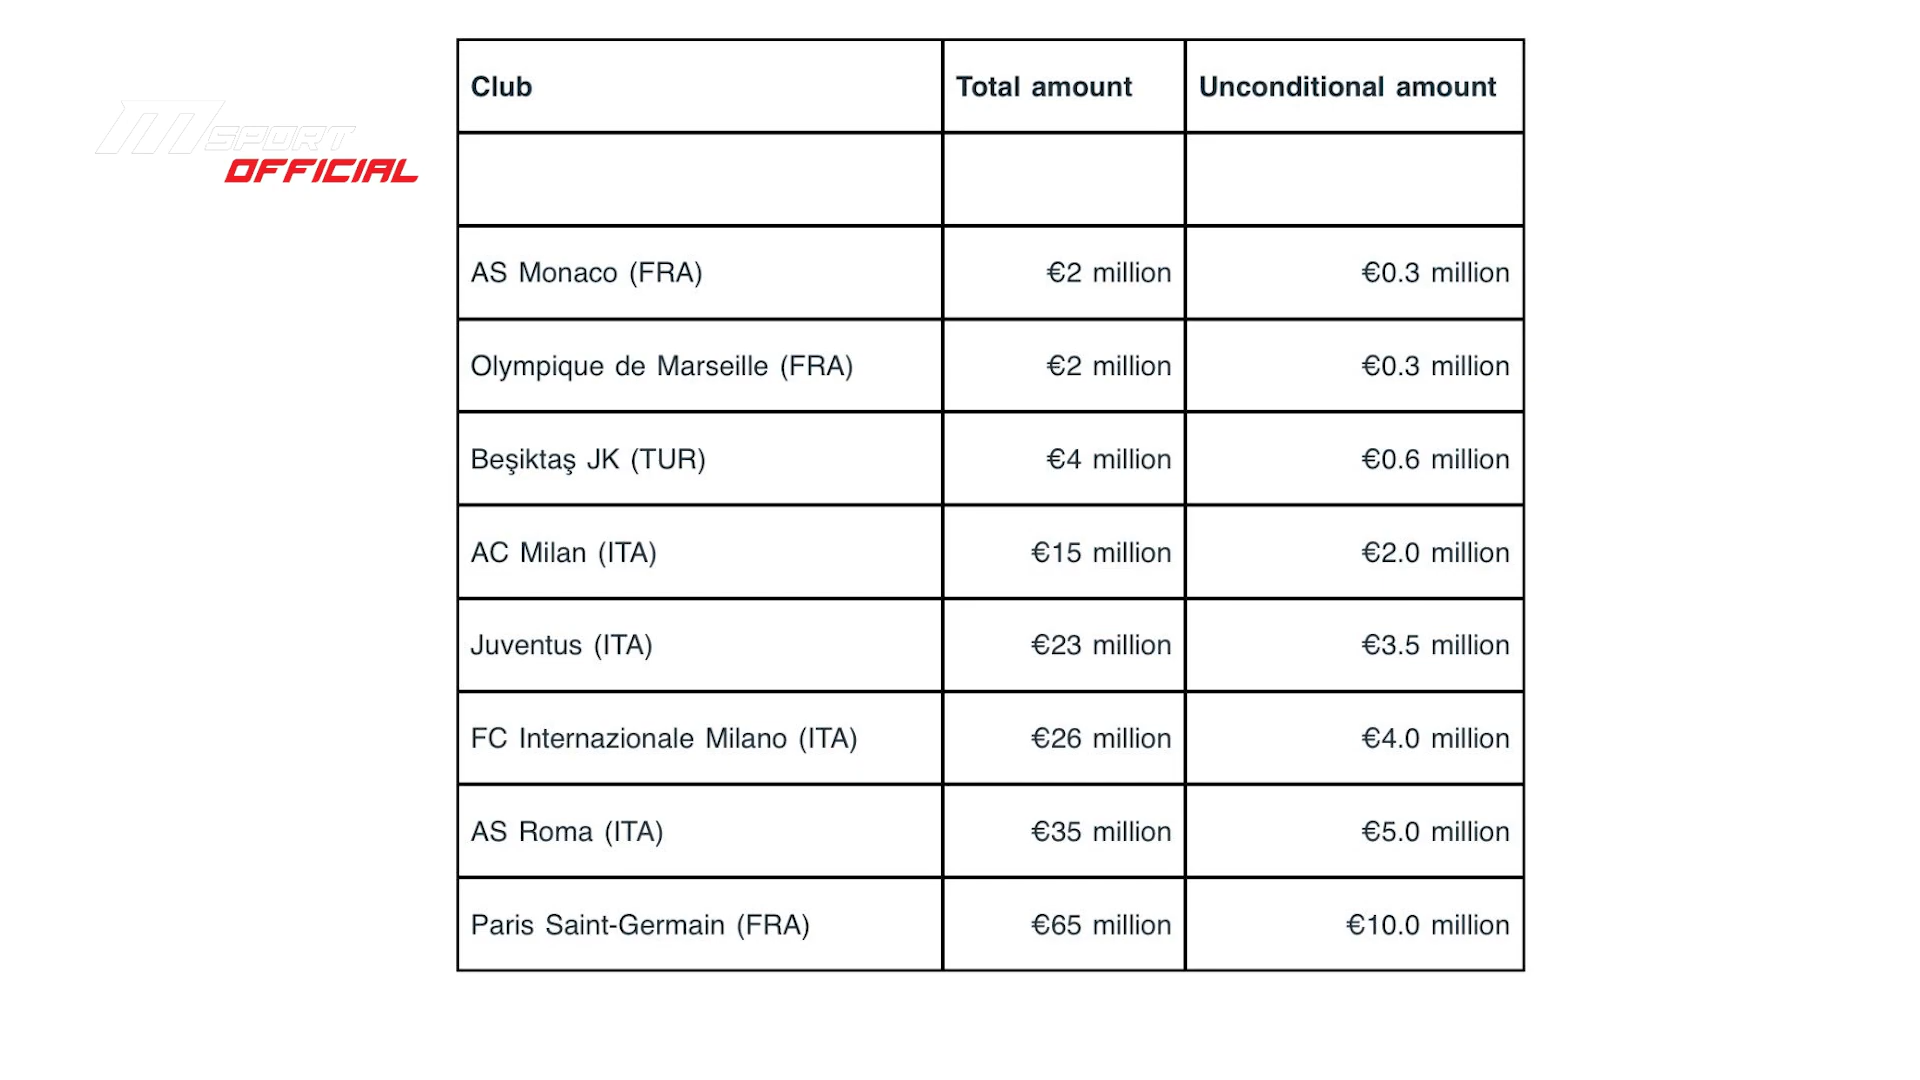 M SPORT
OFFICIAL
Club Total amount Unconditional amount
AS Monaco (FRA) €2 million €0.3 million
Olympique de Marseille (FRA) €2 million €0.3 million
Beşiktaş JK (TUR) €4 million €0.6 million
AC Milan (ITA) €15 million €2.0 million
Juventus (ITA) €23 million €3.5 million
FC Internazionale Milano (ITA) €26 million €4.0 million
AS Roma (ITA) €35 million €5.0 million
Paris Saint-Germain (FRA) €65 million €10.0 million